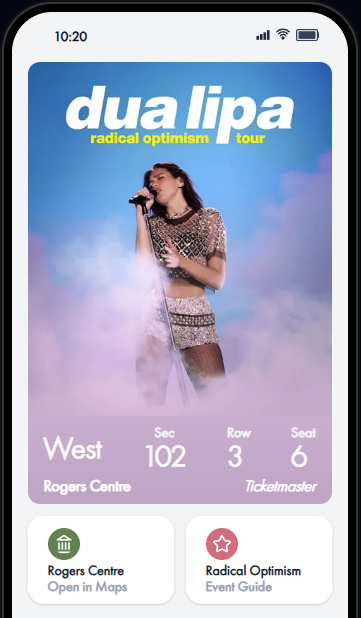 10:20
dua lipa
radical optimism tour
Sec Row Seat
West 102 3 6
Rogers Centre Ticketmaster
Rogers Centre Radical Optimism
Open in Maps Event Guide